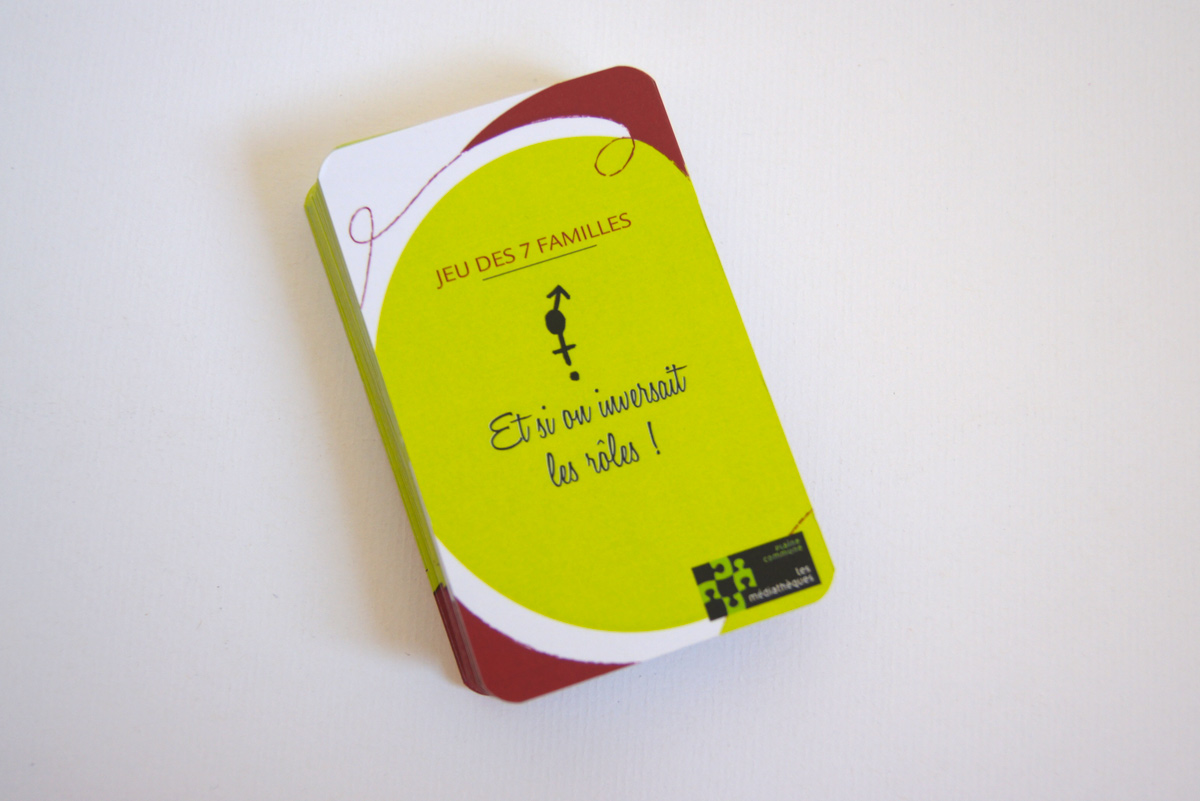 JEU DES 7 FAMILLES
Et si on inversait
les rôles !
Plaine
commune
Les
médiathèques